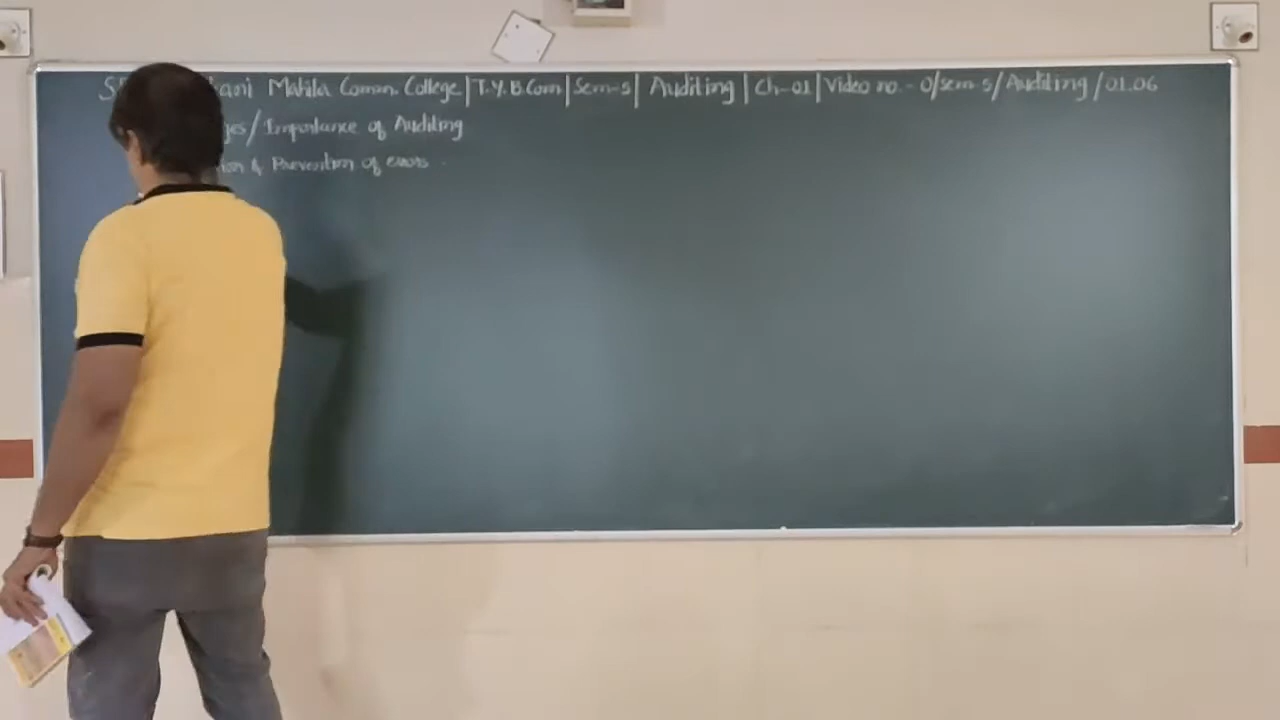 Mahila Comm. College | T.Y.B.Com | Sem-5 | Auditing | Ch-01 | Video no. - 0/sem-5/Auditing/01.06
/Importance of Auditing
& Prevention of errors.